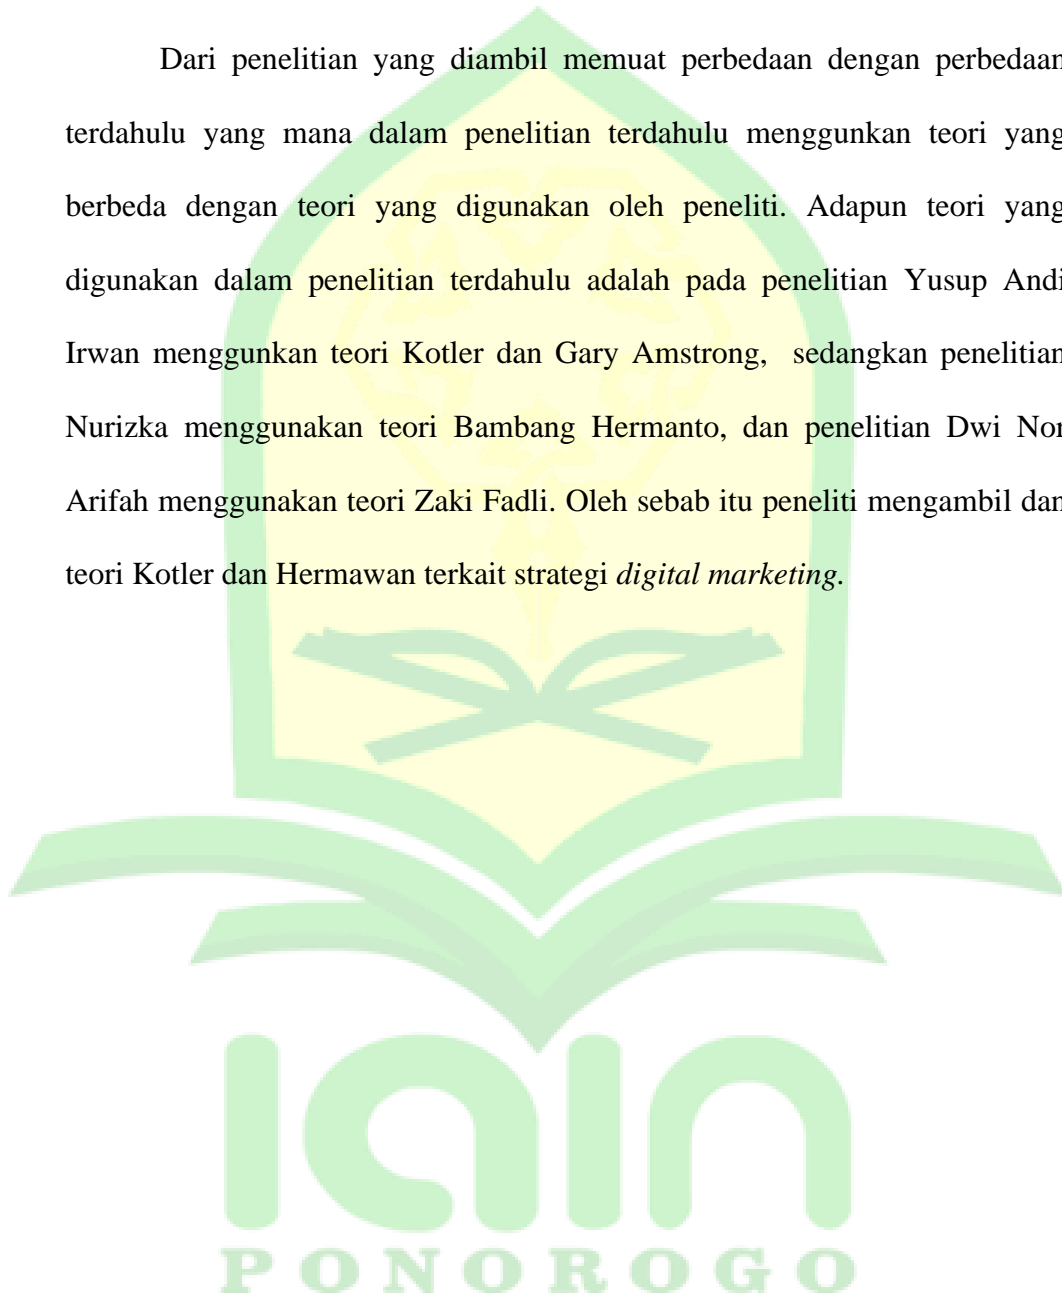 Dari penelitian yang diambil memuat perbedaan dengan perbedaan
terdahulu yang mana dalam penelitian terdahulu menggunkan teori yang
berbeda dengan teori yang digunakan oleh peneliti. Adapun teori yang
digunakan dalam penelitian terdahulu adalah pada penelitian Yusup Andi
Irwan menggunkan teori Kotler dan Gary Amstrong, sedangkan penelitian
Nurizka menggunakan teori Bambang Hermanto, dan penelitian Dwi Nor
Arifah menggunakan teori Zaki Fadli. Oleh sebab itu peneliti mengambil dan
teori Kotler dan Hermawan terkait strategi digital marketing.
iain
PONOROGO